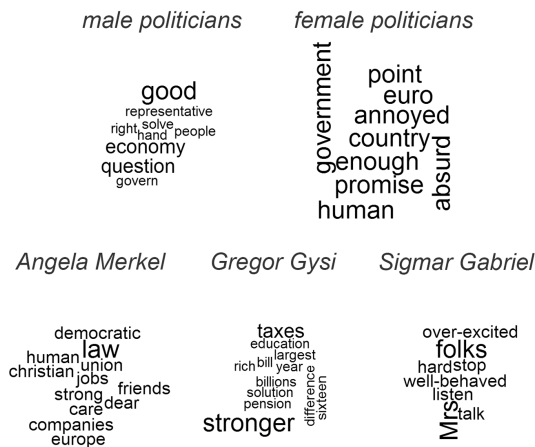 male politicians
good
representative
right solve
hand people
economy
question
govern
female politicians
government
point
euro
annoyed
country
enough
absurd
promise
human
Angela Merkel
democratic
law
human union
christian jobs
strong friends
care dear
companies
europe
Gregor Gysi
taxes
education
largest
rich bill year
billions
solution
pension
difference
sixteen
stronger
Sigmar Gabriel
over-excited
folks
hard stop
well-behaved
listen
Mrs talk